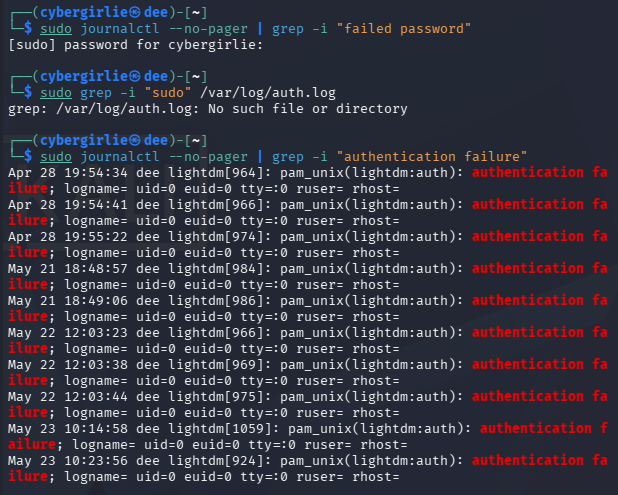 ┌──(cybergirlie㉿dee)-[~]
└─$ sudo journalctl --no-pager | grep -i "failed password"
[sudo] password for cybergirlie:
┌──(cybergirlie㉿dee)-[~]
└─$ sudo grep -i "sudo" /var/log/auth.log
grep: /var/log/auth.log: No such file or directory
┌──(cybergirlie㉿dee)-[~]
└─$ sudo journalctl --no-pager | grep -i "authentication failure"
Apr 28 19:54:34 dee lightdm[964]: pam_unix(lightdm:auth): authentication fa
ilure; logname= uid=0 euid=0 tty=:0 ruser= rhost=
Apr 28 19:54:41 dee lightdm[966]: pam_unix(lightdm:auth): authentication fa
ilure; logname= uid=0 euid=0 tty=:0 ruser= rhost=
Apr 28 19:55:22 dee lightdm[974]: pam_unix(lightdm:auth): authentication fa
ilure; logname= uid=0 euid=0 tty=:0 ruser= rhost=
May 21 18:48:57 dee lightdm[984]: pam_unix(lightdm:auth): authentication fa
ilure; logname= uid=0 euid=0 tty=:0 ruser= rhost=
May 21 18:49:06 dee lightdm[986]: pam_unix(lightdm:auth): authentication fa
ilure; logname= uid=0 euid=0 tty=:0 ruser= rhost=
May 22 12:03:23 dee lightdm[966]: pam_unix(lightdm:auth): authentication fa
ilure; logname= uid=0 euid=0 tty=:0 ruser= rhost=
May 22 12:03:38 dee lightdm[969]: pam_unix(lightdm:auth): authentication fa
ilure; logname= uid=0 euid=0 tty=:0 ruser= rhost=
May 22 12:03:44 dee lightdm[975]: pam_unix(lightdm:auth): authentication fa
ilure; logname= uid=0 euid=0 tty=:0 ruser= rhost=
May 23 10:14:58 dee lightdm[1059]: pam_unix(lightdm:auth): authentication f
ailure; logname= uid=0 euid=0 tty=:0 ruser= rhost=
May 23 10:23:56 dee lightdm[924]: pam_unix(lightdm:auth): authentication fa
ilure; logname= uid=0 euid=0 tty=:0 ruser= rhost=